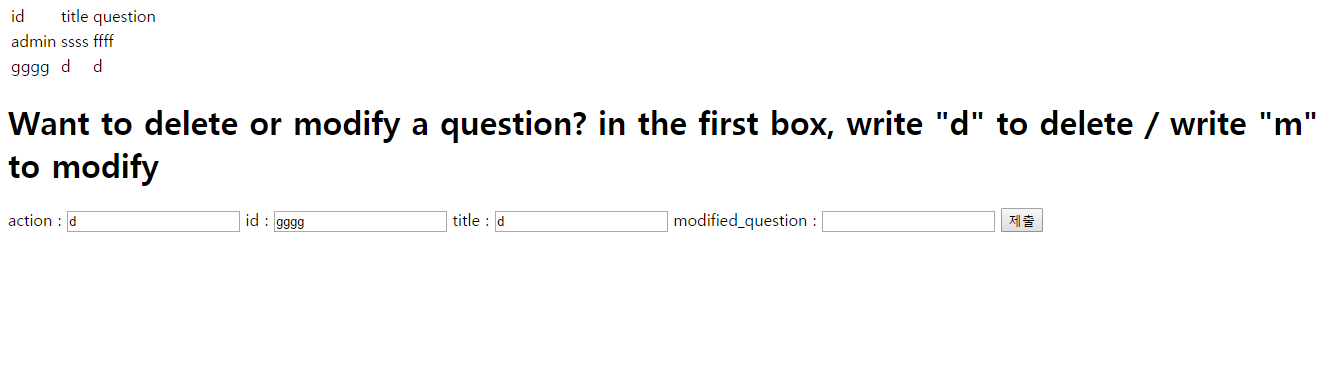 id title question
admin ssss ffff
gggg d d
Want to delete or modify a question? in the first box, write "d" to delete / write "m"
to modify
action : d id : gggg title : d modified_question : 제출